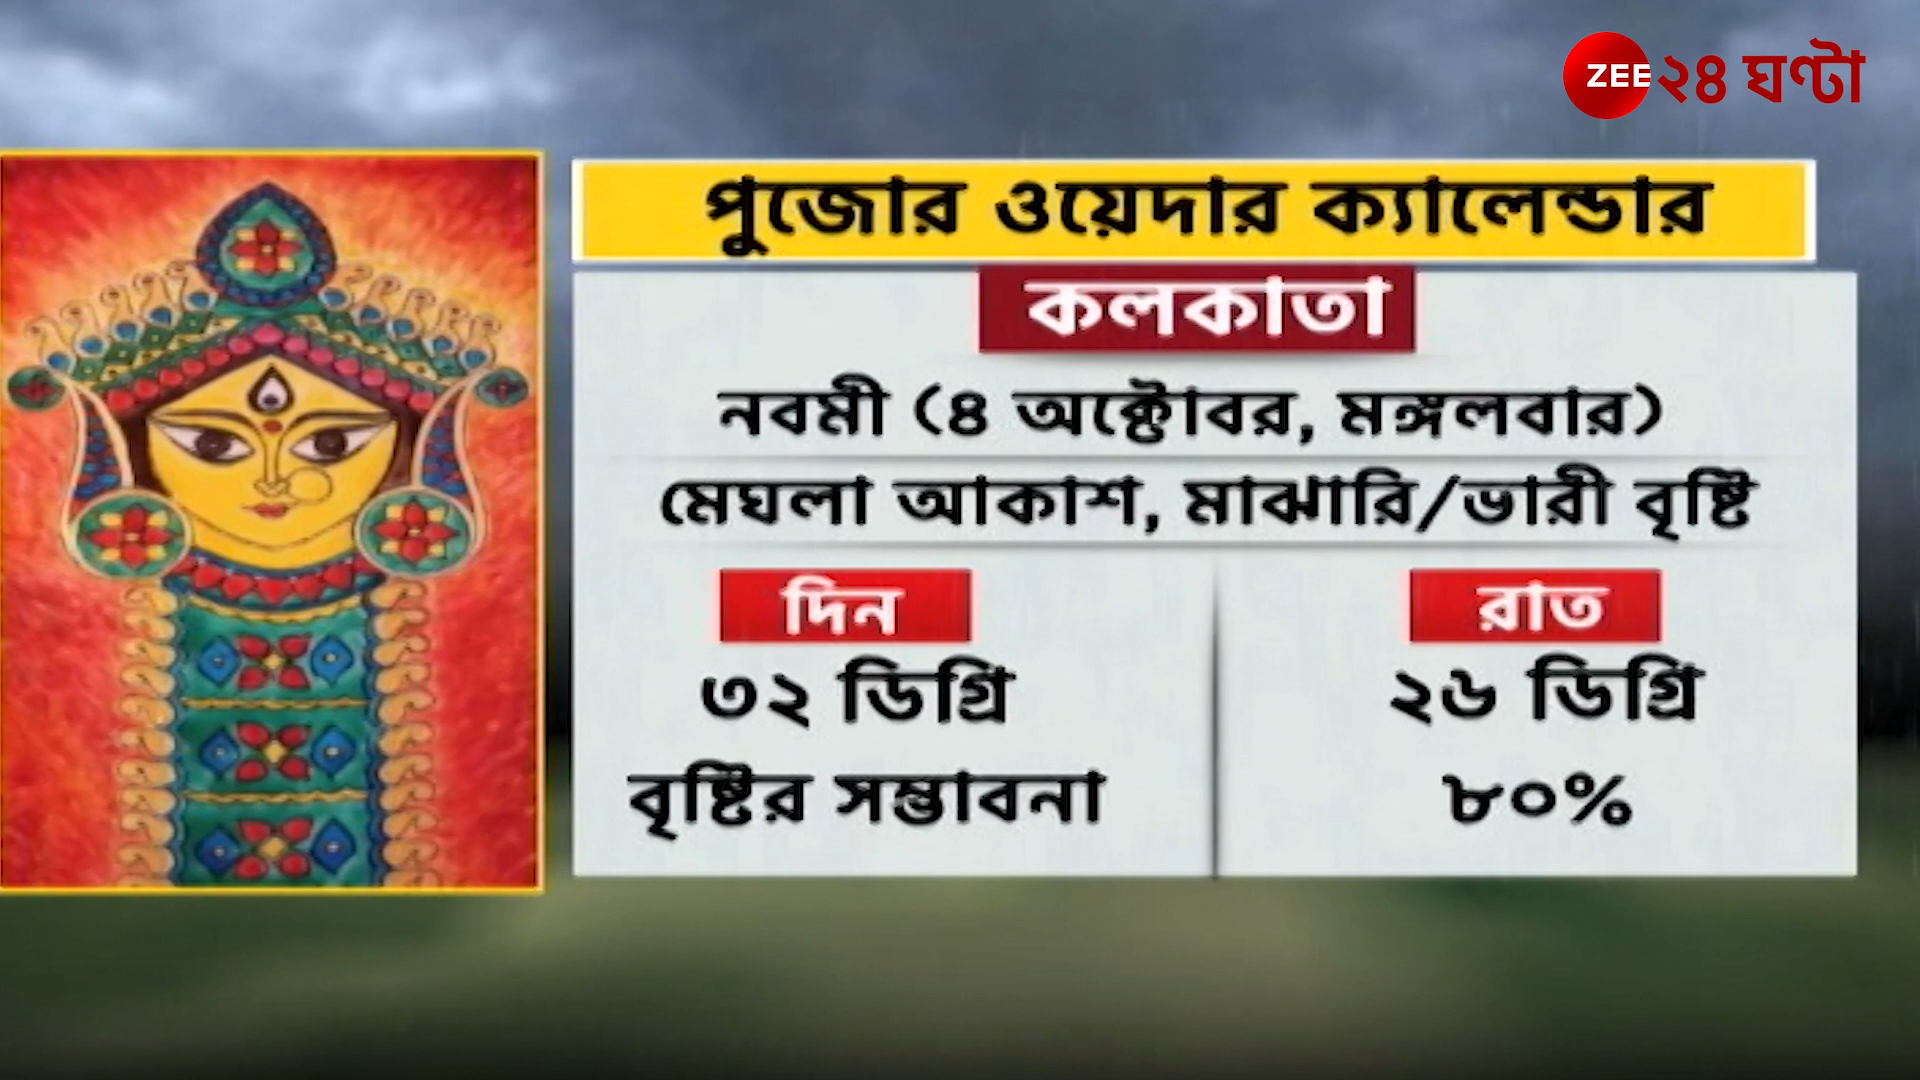 ZEE ২৪ ঘণ্টা
পুজোর ওয়েদার ক্যালেন্ডার
কলকাতা
নবমী (৪ অক্টোবর, মঙ্গলবার)
মেঘলা আকাশ, মাঝারি/ভারী বৃষ্টি
দিন
রাত
৩২ ডিগ্রি
২৬ ডিগ্রি
বৃষ্টির সম্ভাবনা
৮০%